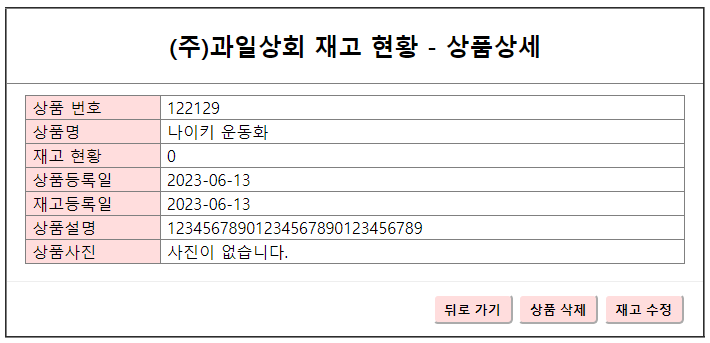 (주)과일상회 재고 현황 - 상품상세
상품 번호 122129
상품명 나이키 운동화
재고 현황 0
상품등록일 2023-06-13
재고등록일 2023-06-13
상품설명 12345678901234567890123456789
상품사진 사진이 없습니다.
뒤로 가기 상품 삭제 재고 수정